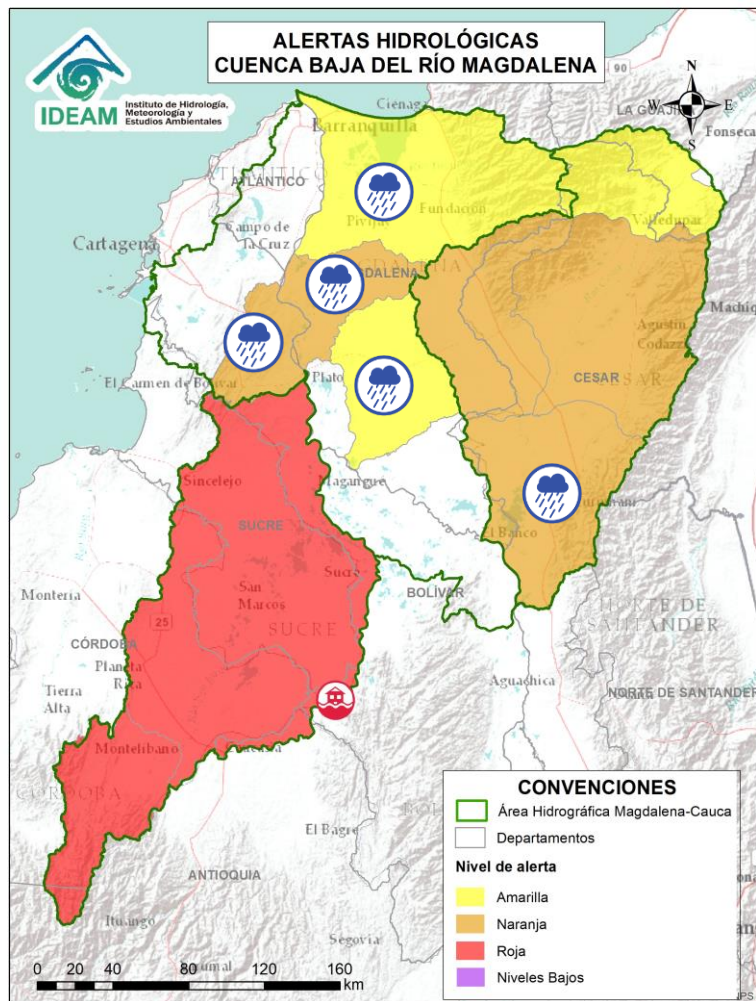 ALERTAS HIDROLÓGICAS
CUENCA BAJA DEL RÍO MAGDALENA
IDEAM
Instituto de Hidrología,
Meteorología y
Estudios Ambientales
90
N
W E
S
LA GUAJIRA
Fonseca
Ciénaga
Barranquilla
ATLÁNTICO
ATLÁNTICO
Pivijay
Fundación
Valledupar
Campo de
la Cruz
Cartagena
MAGDALENA
Agustín
Codazzi
El Carmen de Bolívar
Plato
CESAR
CESAR
Sincelejo
Magangué
El Banco
SUCRE
Sucre
BOLÍVAR
San
Marcos
Montería
SUCRE
NORTE DE
SANTANDER
25
CÓRDOBA
Planeta
Rica
Aguachica
NORTE DE SANTANDER
Tierra
Alta
Montelíbano
CÓRDOBA
El Bagre
ANTIOQUIA
Ituango
Segovia
CONVENCIONES
Área Hidrográfica Magdalena-Cauca
Departamentos
Nivel de alerta
Amarilla
Naranja
Roja
Niveles Bajos
0 20 40 80 120 160
km